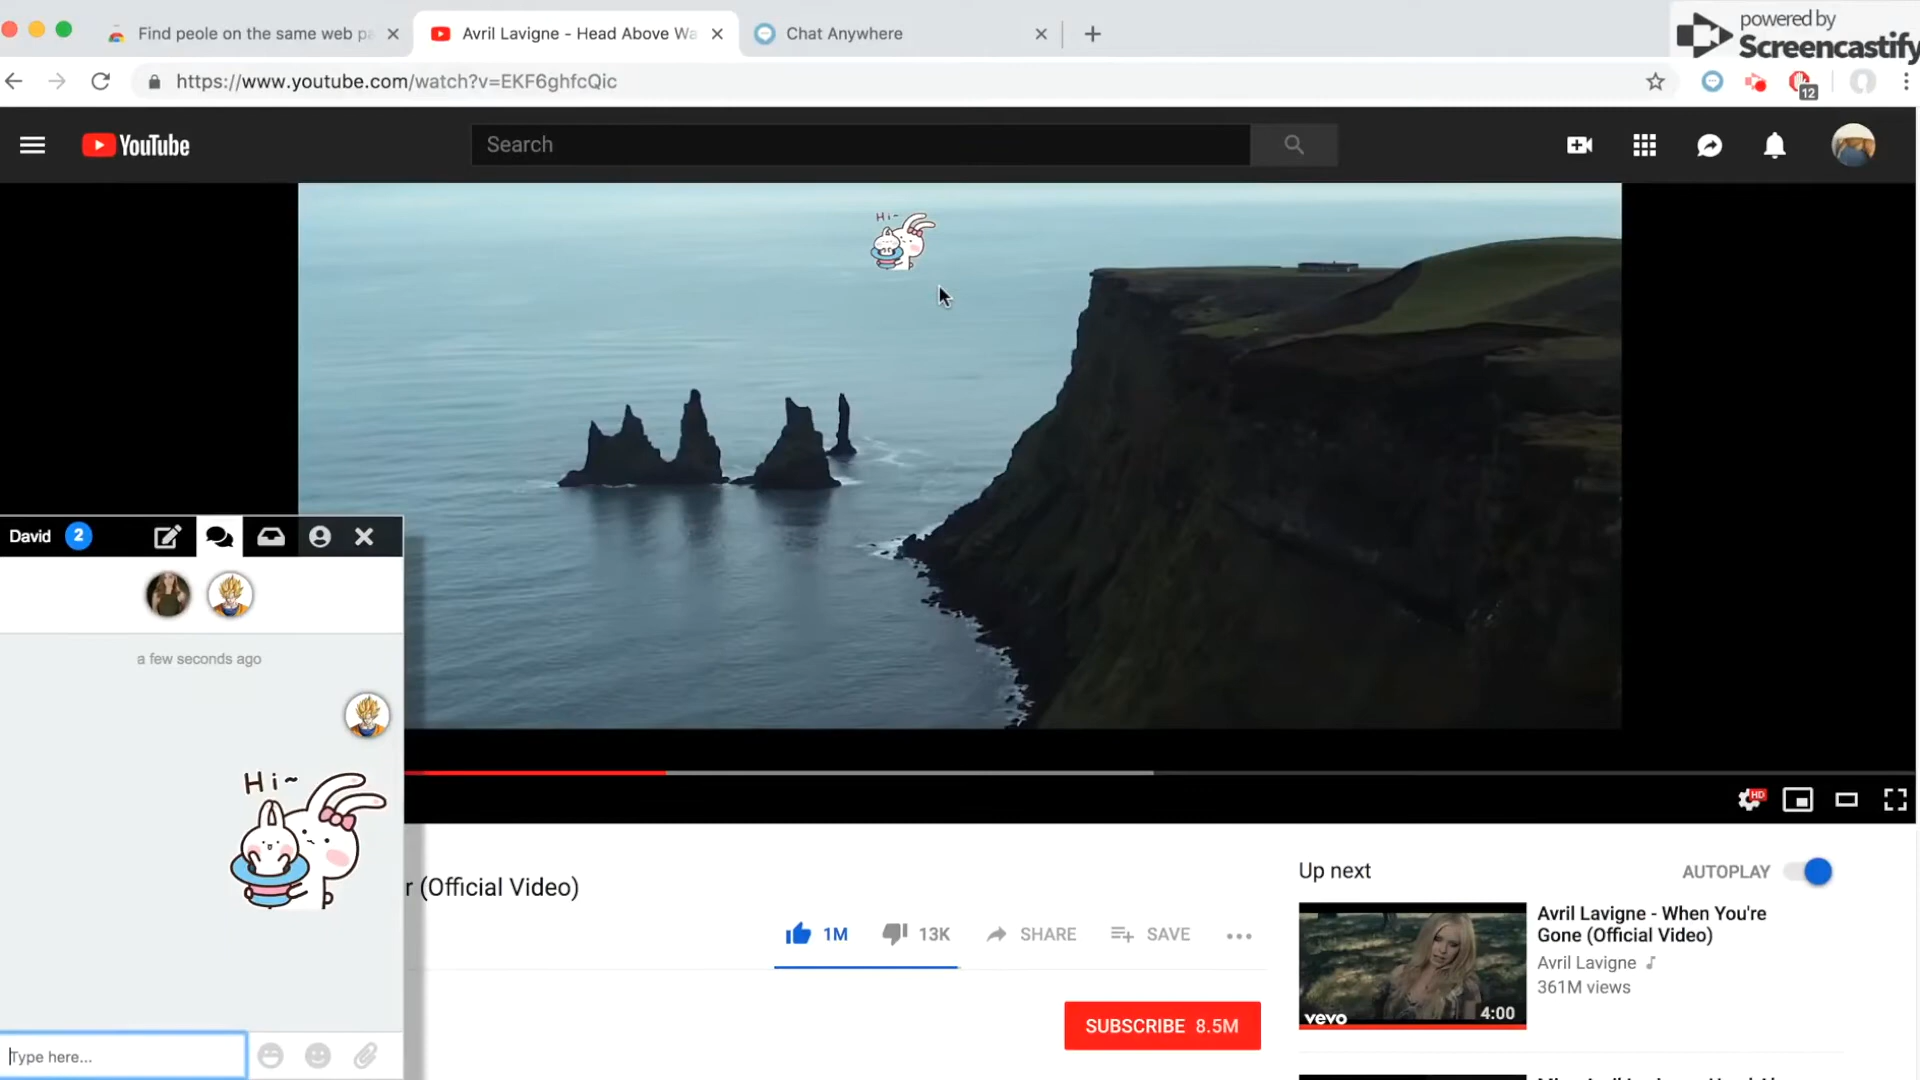 Find peole on the same web pa
Avril Lavigne - Head Above Wa
Chat Anywhere
powered by
Screencastify
https://www.youtube.com/watch?v=EKF6ghfcQic
12
YouTube
Search
Hi~
David 2
a few seconds ago
Hi~
Type here...
HD
r (Official Video)
1M 13K SHARE SAVE
SUBSCRIBE 8.5M
Up next
AUTOPLAY
Avril Lavigne - When You're
Gone (Official Video)
Avril Lavigne
361M views
vevo
4:00